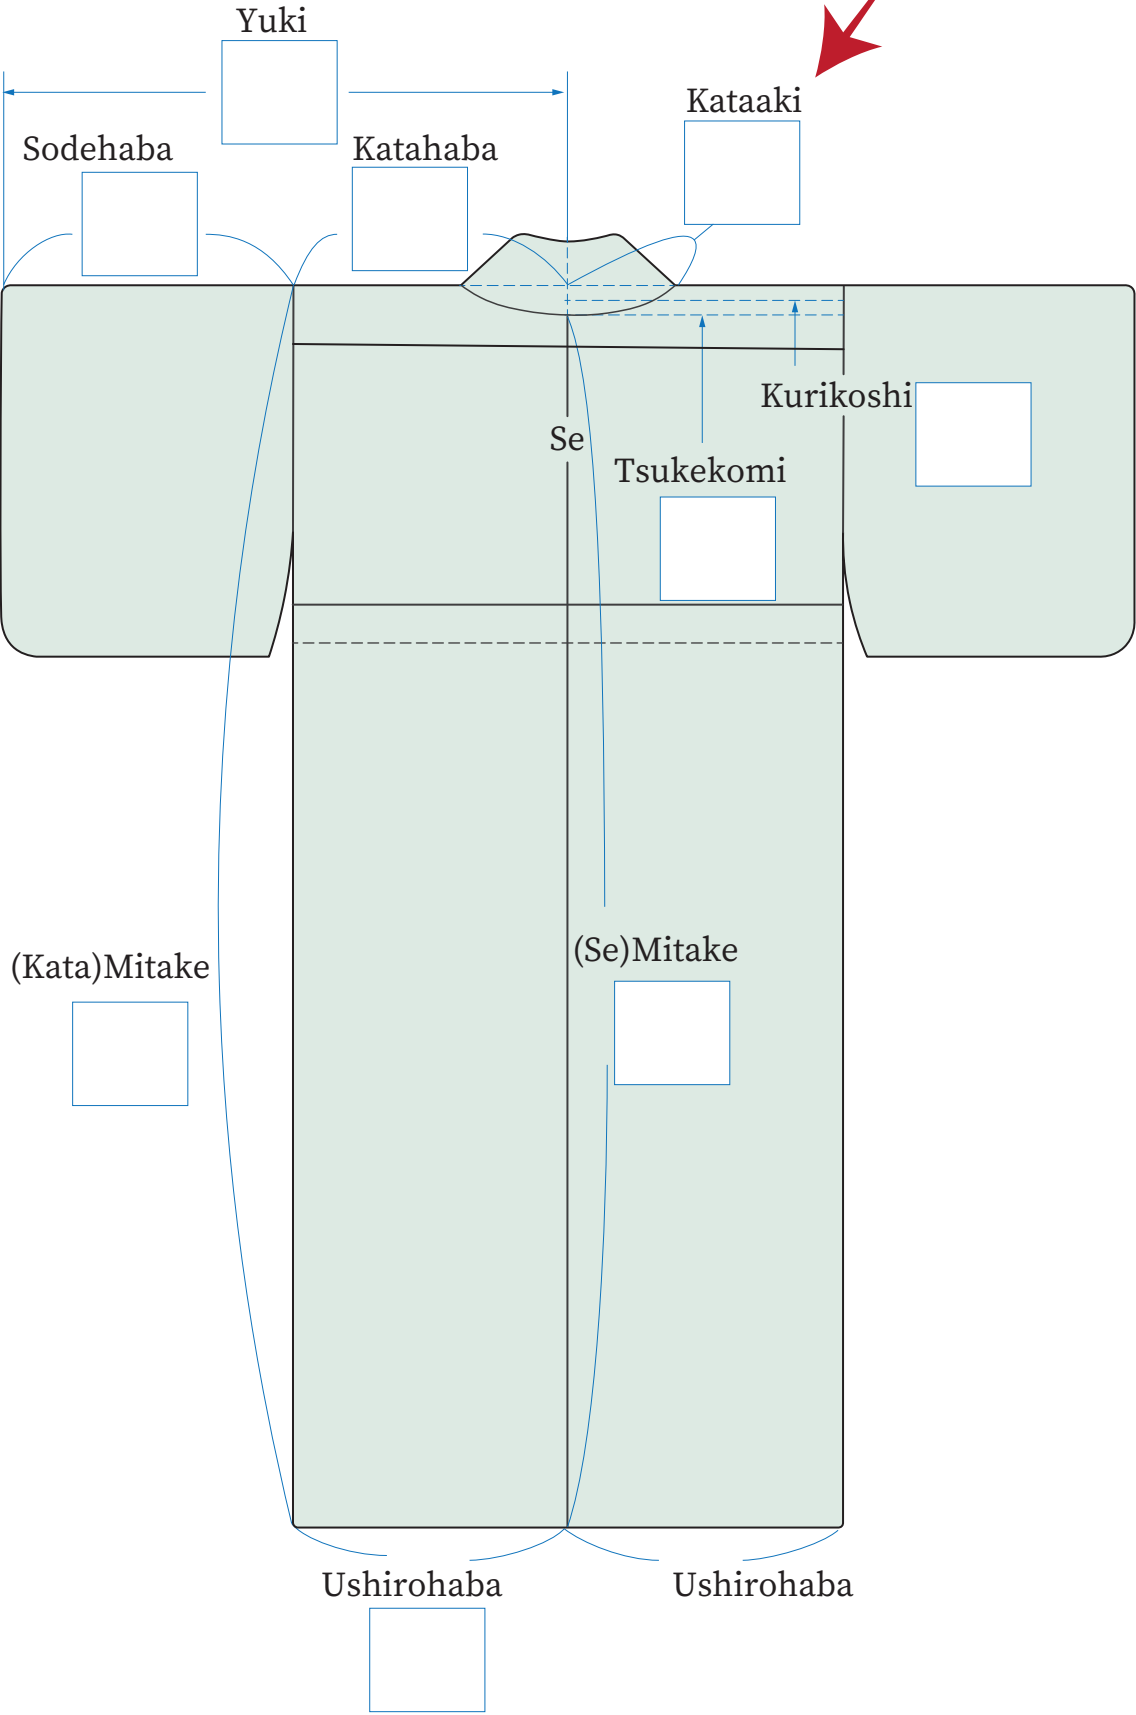 Yuki
Kataaki
Sodehaba
Katahaba
Kurikoshi
Se
Tsukekomi
(Se)Mitake
(Kata)Mitake
Ushirohaba
Ushirohaba